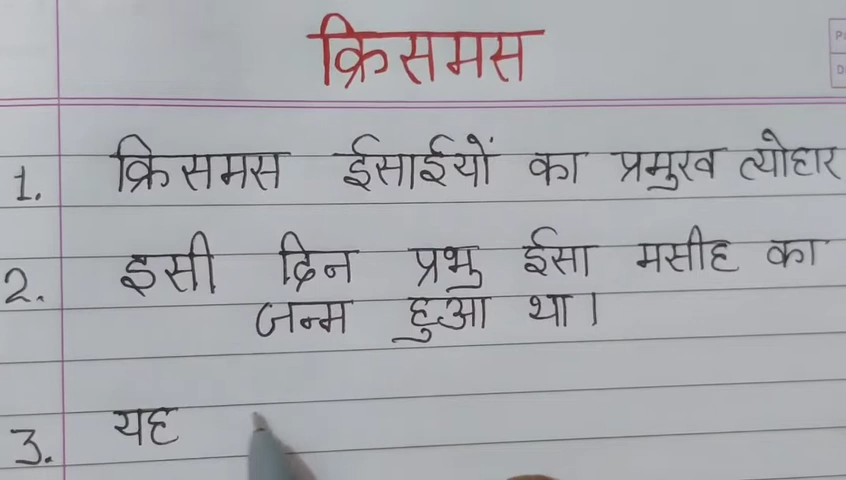 क्रिसमस
1. क्रिसमस ईसाईयों का प्रमुख त्योहार
2. इसी दिन प्रभु ईसा मसीह का
जन्म हुआ था।
3. यह